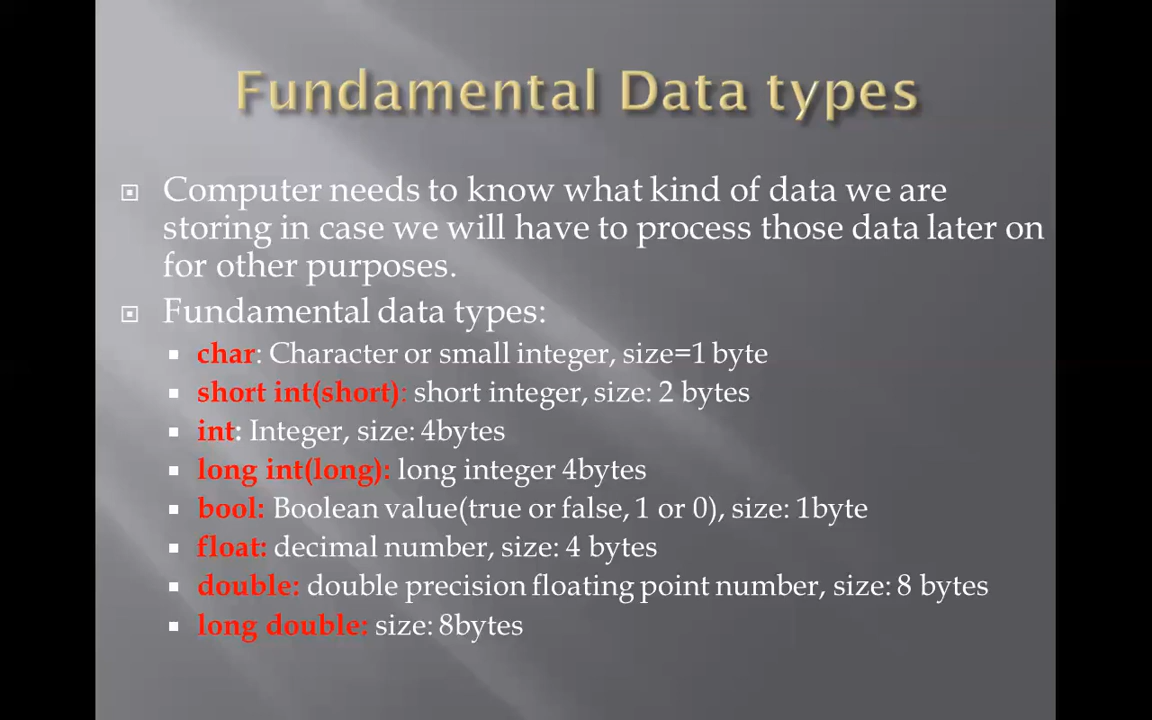 Fundamental Data types
Computer needs to know what kind of data we are
storing in case we will have to process those data later on
for other purposes.
Fundamental data types:
char: Character or small integer, size=1 byte
short int(short): short integer, size: 2 bytes
int: Integer, size: 4bytes
long int(long): long integer 4bytes
bool: Boolean value(true or false, 1 or 0), size: 1byte
float: decimal number, size: 4 bytes
double: double precision floating point number, size: 8 bytes
long double: size: 8bytes